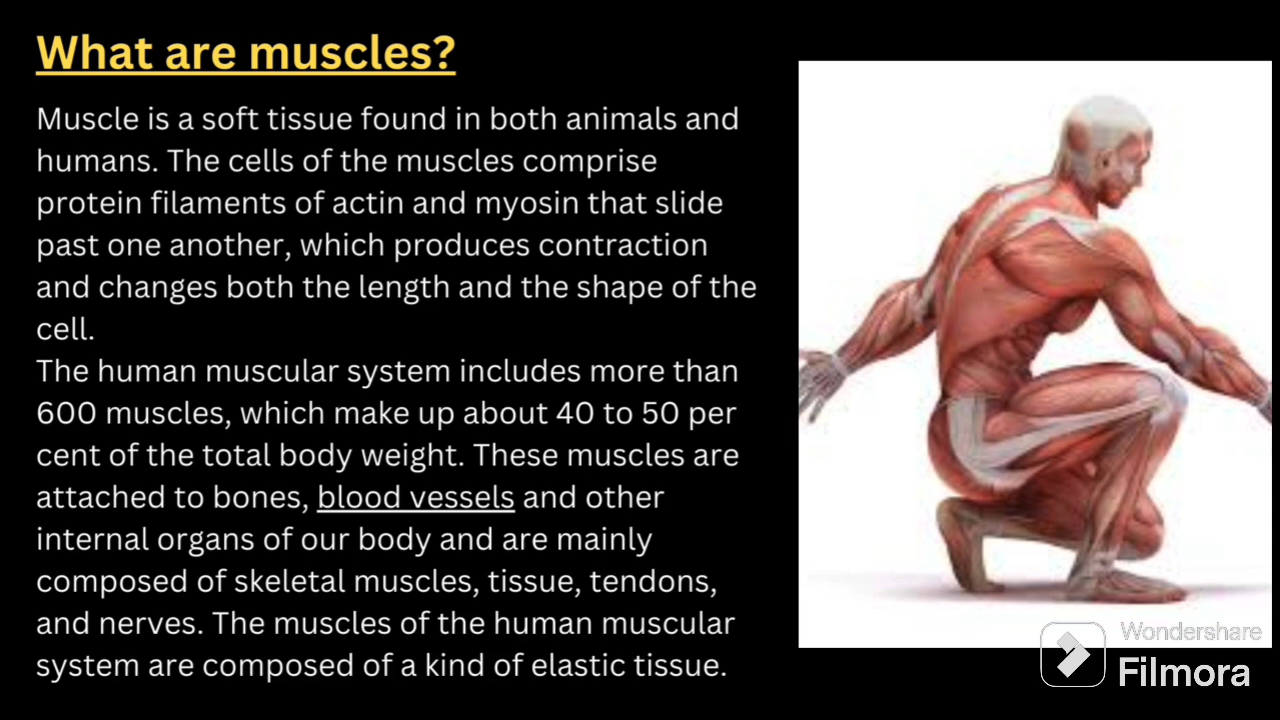 What are muscles?
Muscle is a soft tissue found in both animals and
humans. The cells of the muscles comprise
protein filaments of actin and myosin that slide
past one another, which produces contraction
and changes both the length and the shape of the
cell.
The human muscular system includes more than
600 muscles, which make up about 40 to 50 per
cent of the total body weight. These muscles are
attached to bones, blood vessels and other
internal organs of our body and are mainly
composed of skeletal muscles, tissue, tendons,
and nerves. The muscles of the human muscular
system are composed of a kind of elastic tissue.
Wondershare
Filmora